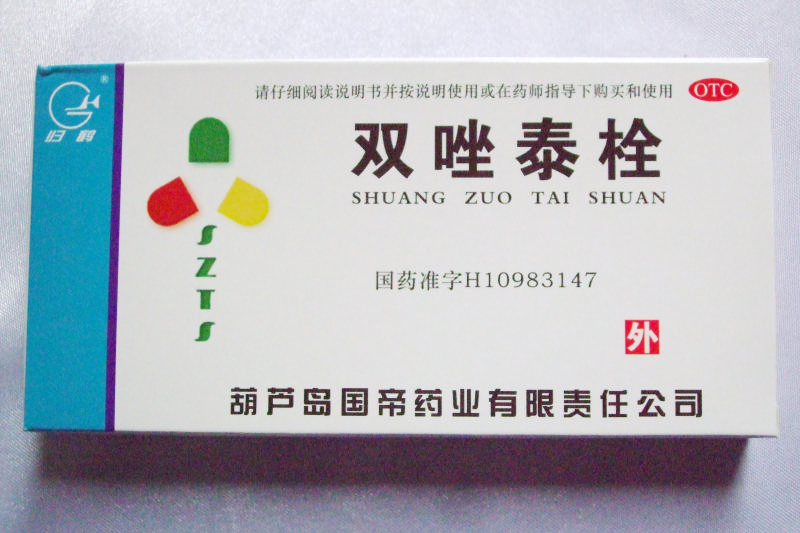 请仔细阅读说明书并按说明使用或在药师指导下购买和使用
OTC
®
归鹤
双唑泰栓
SHUANG ZUO TAI SHUAN
SZTS
国药准字H10983147
外
葫芦岛国帝药业有限责任公司